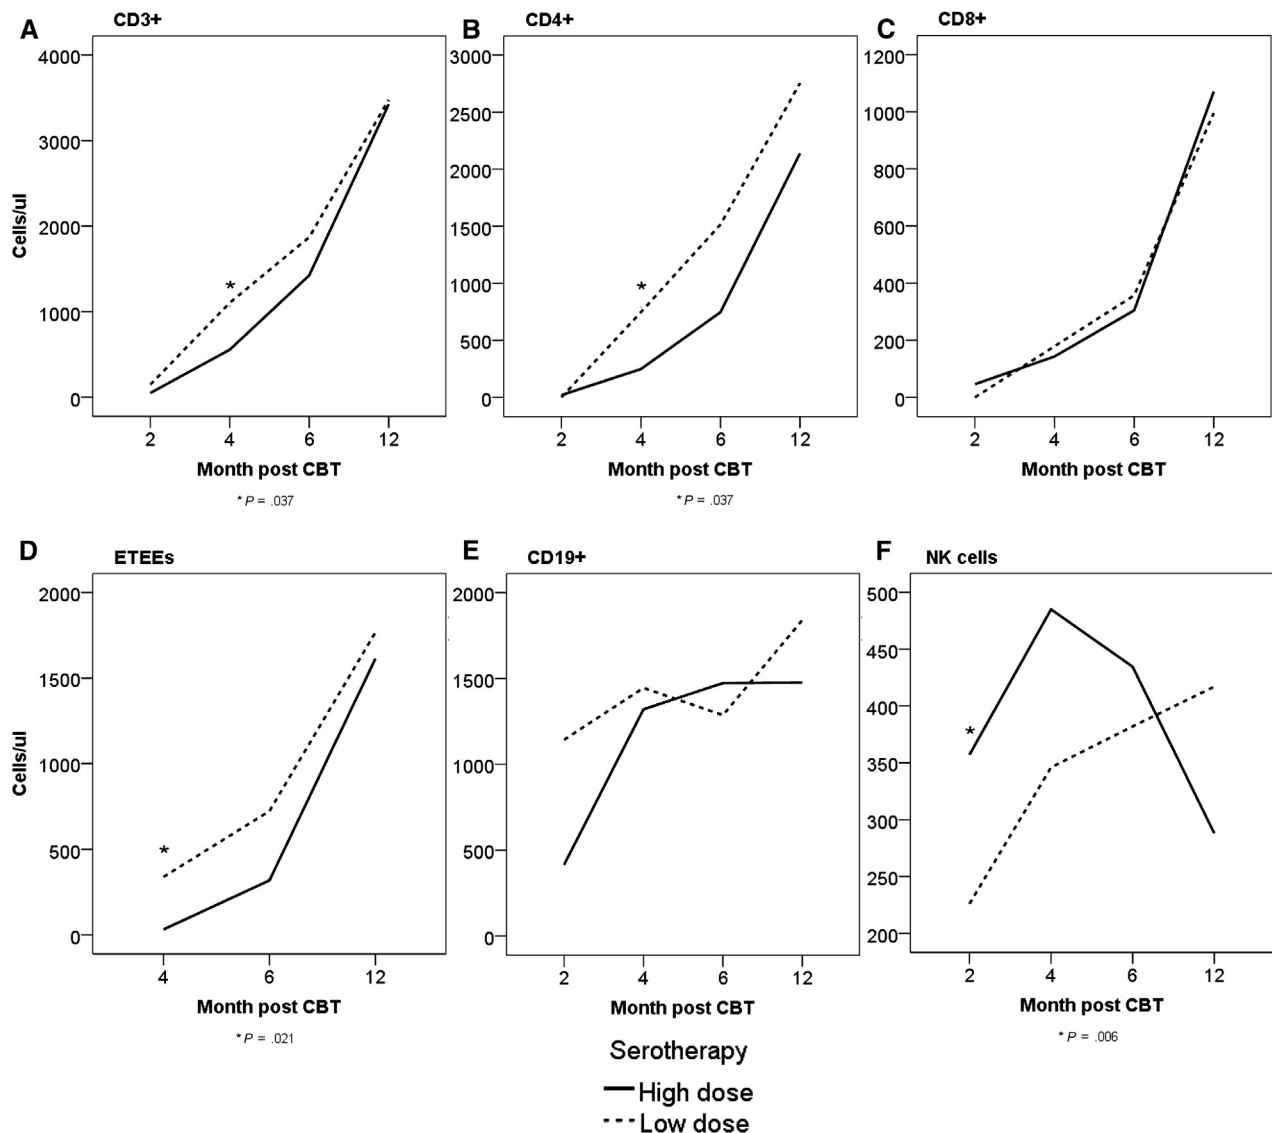 A CD3+
B CD4+
C CD8+
4000
3000
2000
1000
0
Cells/ul
2 4 6 12
Month post CBT
* P = .037
3000
2500
2000
1500
1000
500
0
*
2 4 6 12
Month post CBT
* P = .037
1200
1000
800
600
400
200
0
2 4 6 12
Month post CBT
D ETEEs
E CD19+
F NK cells
2000
1500
1000
500
0
Cells/ul
*
4 6 12
Month post CBT
* P = .021
2000
1500
1000
500
0
2 4 6 12
Month post CBT
500
450
400
350
300
250
200
*
2 4 6 12
Month post CBT
* P = .006
Serotherapy
High dose
Low dose